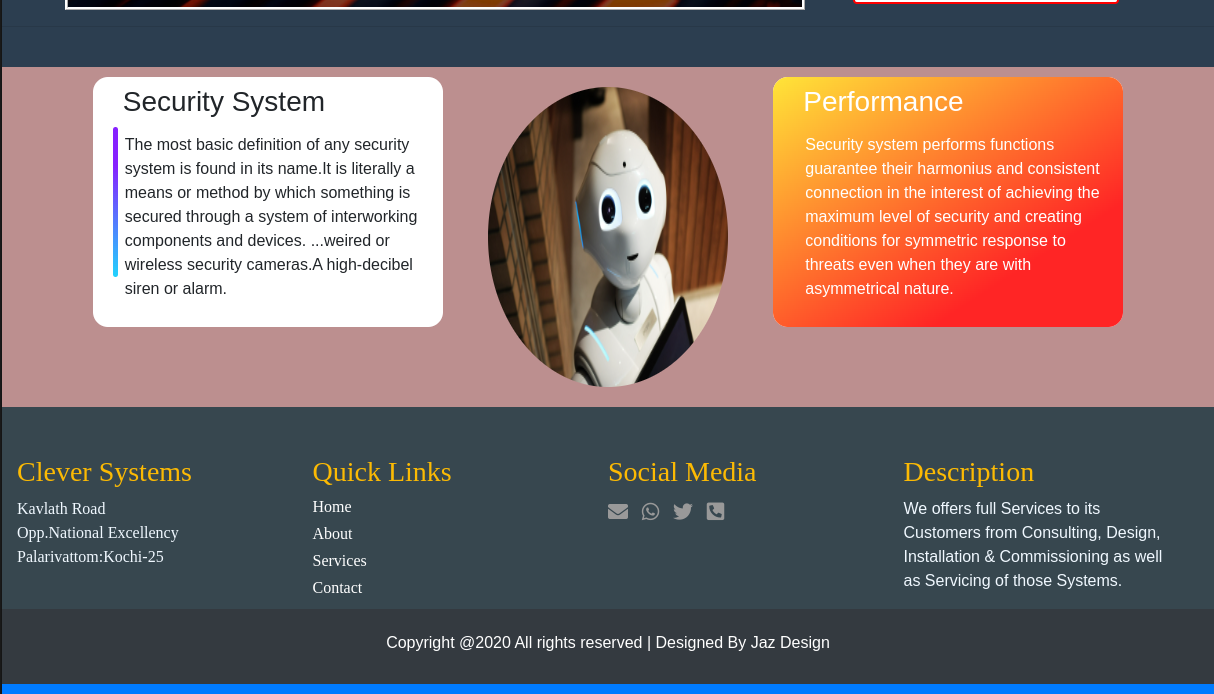 Security System
The most basic definition of any security
system is found in its name.It is literally a
means or method by which something is
secured through a system of interworking
components and devices. ...weired or
wireless security cameras.A high-decibel
siren or alarm.
Performance
Security system performs functions
guarantee their harmonius and consistent
connection in the interest of achieving the
maximum level of security and creating
conditions for symmetric response to
threats even when they are with
asymmetrical nature.
Clever Systems
Kavlath Road
Opp.National Excellency
Palarivattom:Kochi-25
Quick Links
Home
About
Services
Contact
Social Media
Description
We offers full Services to its
Customers from Consulting, Design,
Installation & Commissioning as well
as Servicing of those Systems.
Copyright @2020 All rights reserved | Designed By Jaz Design